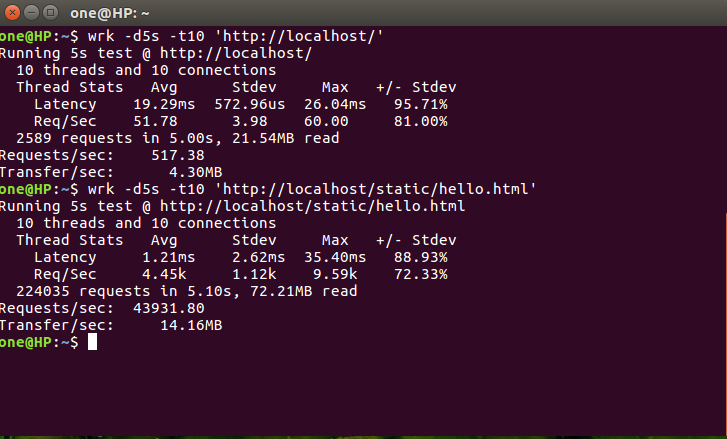 one@HP: ~
one@HP:~$ wrk -d5s -t10 'http://localhost/'
Running 5s test @ http://localhost/
  10 threads and 10 connections
  Thread Stats   Avg      Stdev     Max   +/- Stdev
    Latency    19.29ms  572.96us  26.04ms   95.71%
    Req/Sec    51.78      3.98    60.00     81.00%
  2589 requests in 5.00s, 21.54MB read
Requests/sec:    517.38
Transfer/sec:      4.30MB
one@HP:~$ wrk -d5s -t10 'http://localhost/static/hello.html'
Running 5s test @ http://localhost/static/hello.html
  10 threads and 10 connections
  Thread Stats   Avg      Stdev     Max   +/- Stdev
    Latency     1.21ms    2.62ms  35.40ms   88.93%
    Req/Sec     4.45k     1.12k    9.59k    72.33%
  224035 requests in 5.10s, 72.21MB read
Requests/sec:  43931.80
Transfer/sec:     14.16MB
one@HP:~$